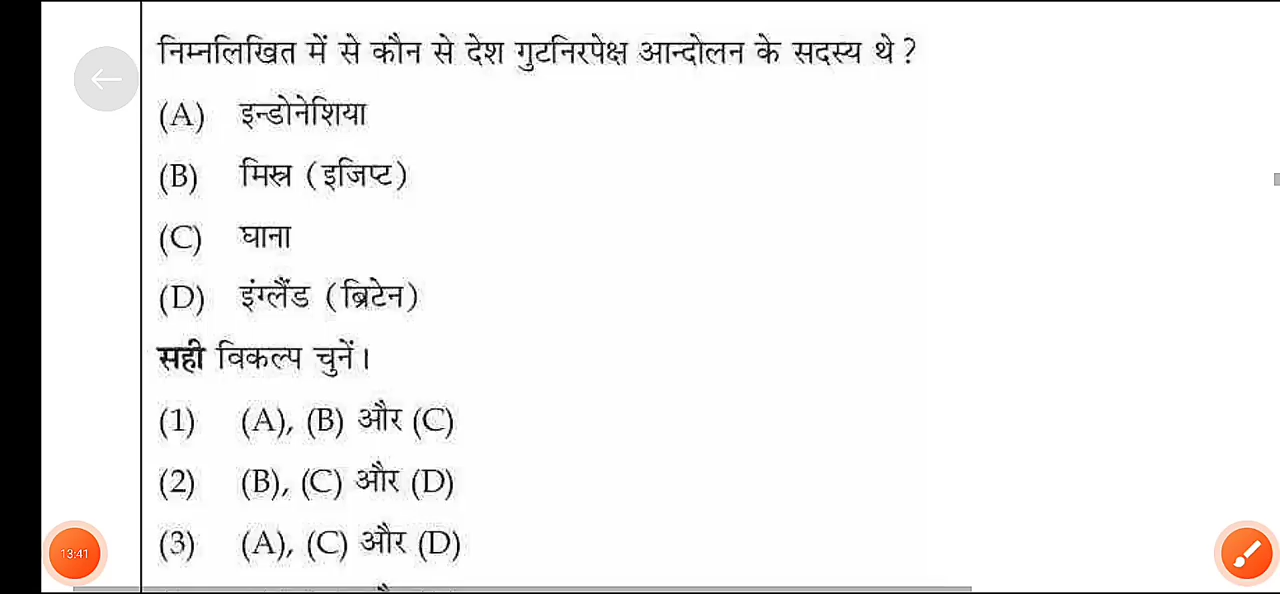 निम्नलिखित में से कौन से देश गुटनिरपेक्ष आन्दोलन के सदस्य थे ?
(A) इन्डोनेशिया
(B) मिस्र (इजिप्ट)
(C) घाना
(D) इंग्लैंड (ब्रिटेन)
सही विकल्प चुनें।
(1) (A), (B) और (C)
(2) (B), (C) और (D)
(3) (A), (C) और (D)
13:41